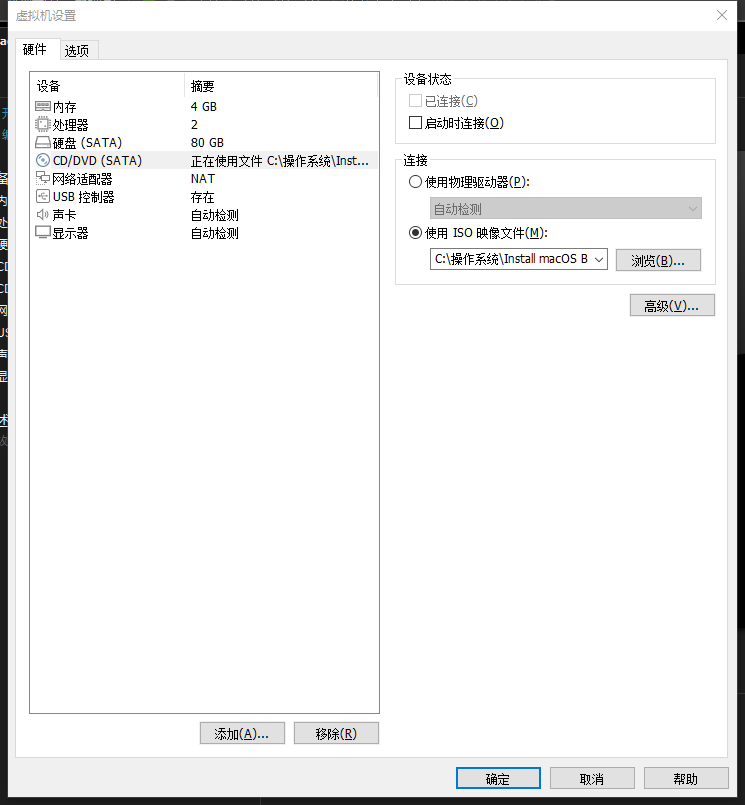 虚拟机设置
硬件 选项
设备 摘要
内存 4 GB
处理器 2
硬盘 (SATA) 80 GB
CD/DVD (SATA) 正在使用文件 C:\操作系统\Inst...
网络适配器 NAT
USB 控制器 存在
声卡 自动检测
显示器 自动检测
添加(A)... 移除(R)
设备状态
已连接(C)
启动时连接(O)
连接
使用物理驱动器(P):
自动检测
使用 ISO 映像文件(M):
C:\操作系统\Install macOS B 浏览(B)...
高级(V)...
确定 取消 帮助